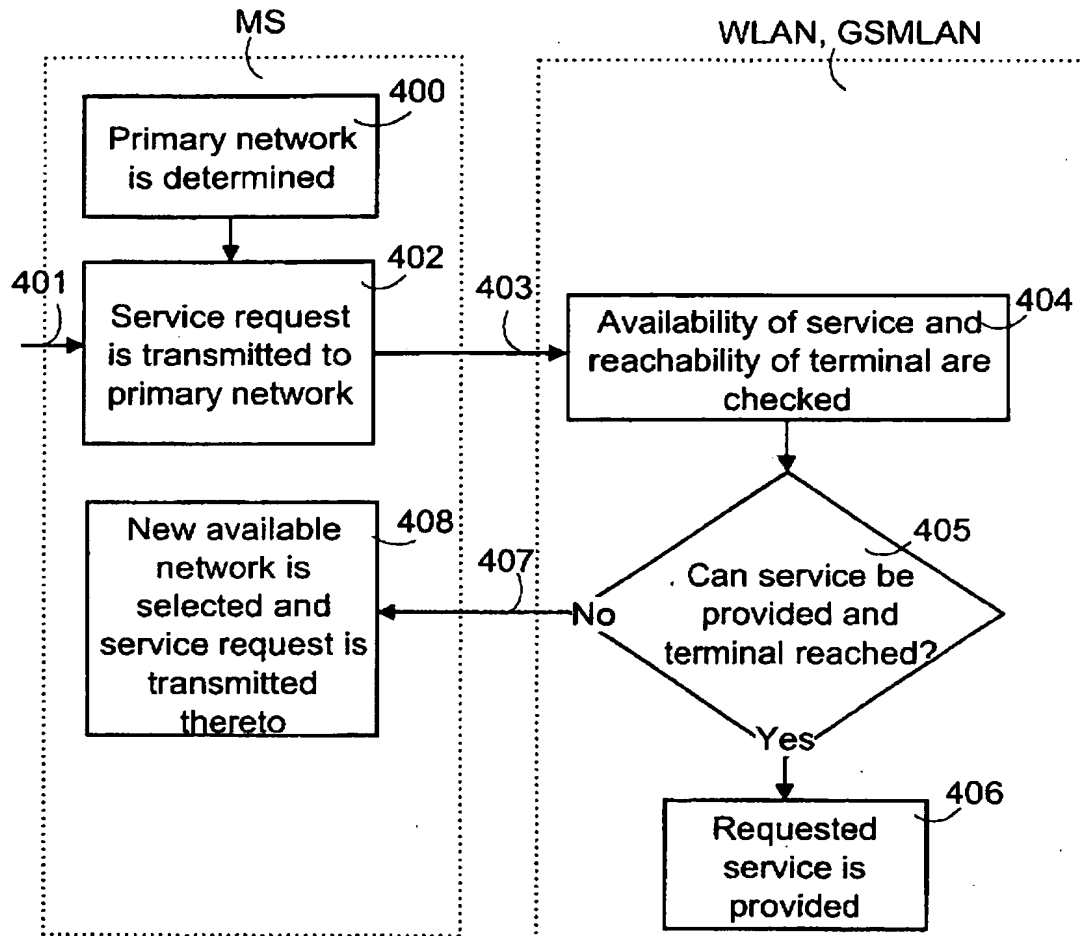 MS
WLAN, GSMLAN
400
Primary network
is determined
401
402
Service request
is transmitted to
primary network
403
404
Availability of service and
reachability of terminal are
checked
405
Can service be
provided and
terminal reached?
No
Yes
407
408
New available
network is
selected and
service request is
transmitted
thereto
406
Requested
service is
provided